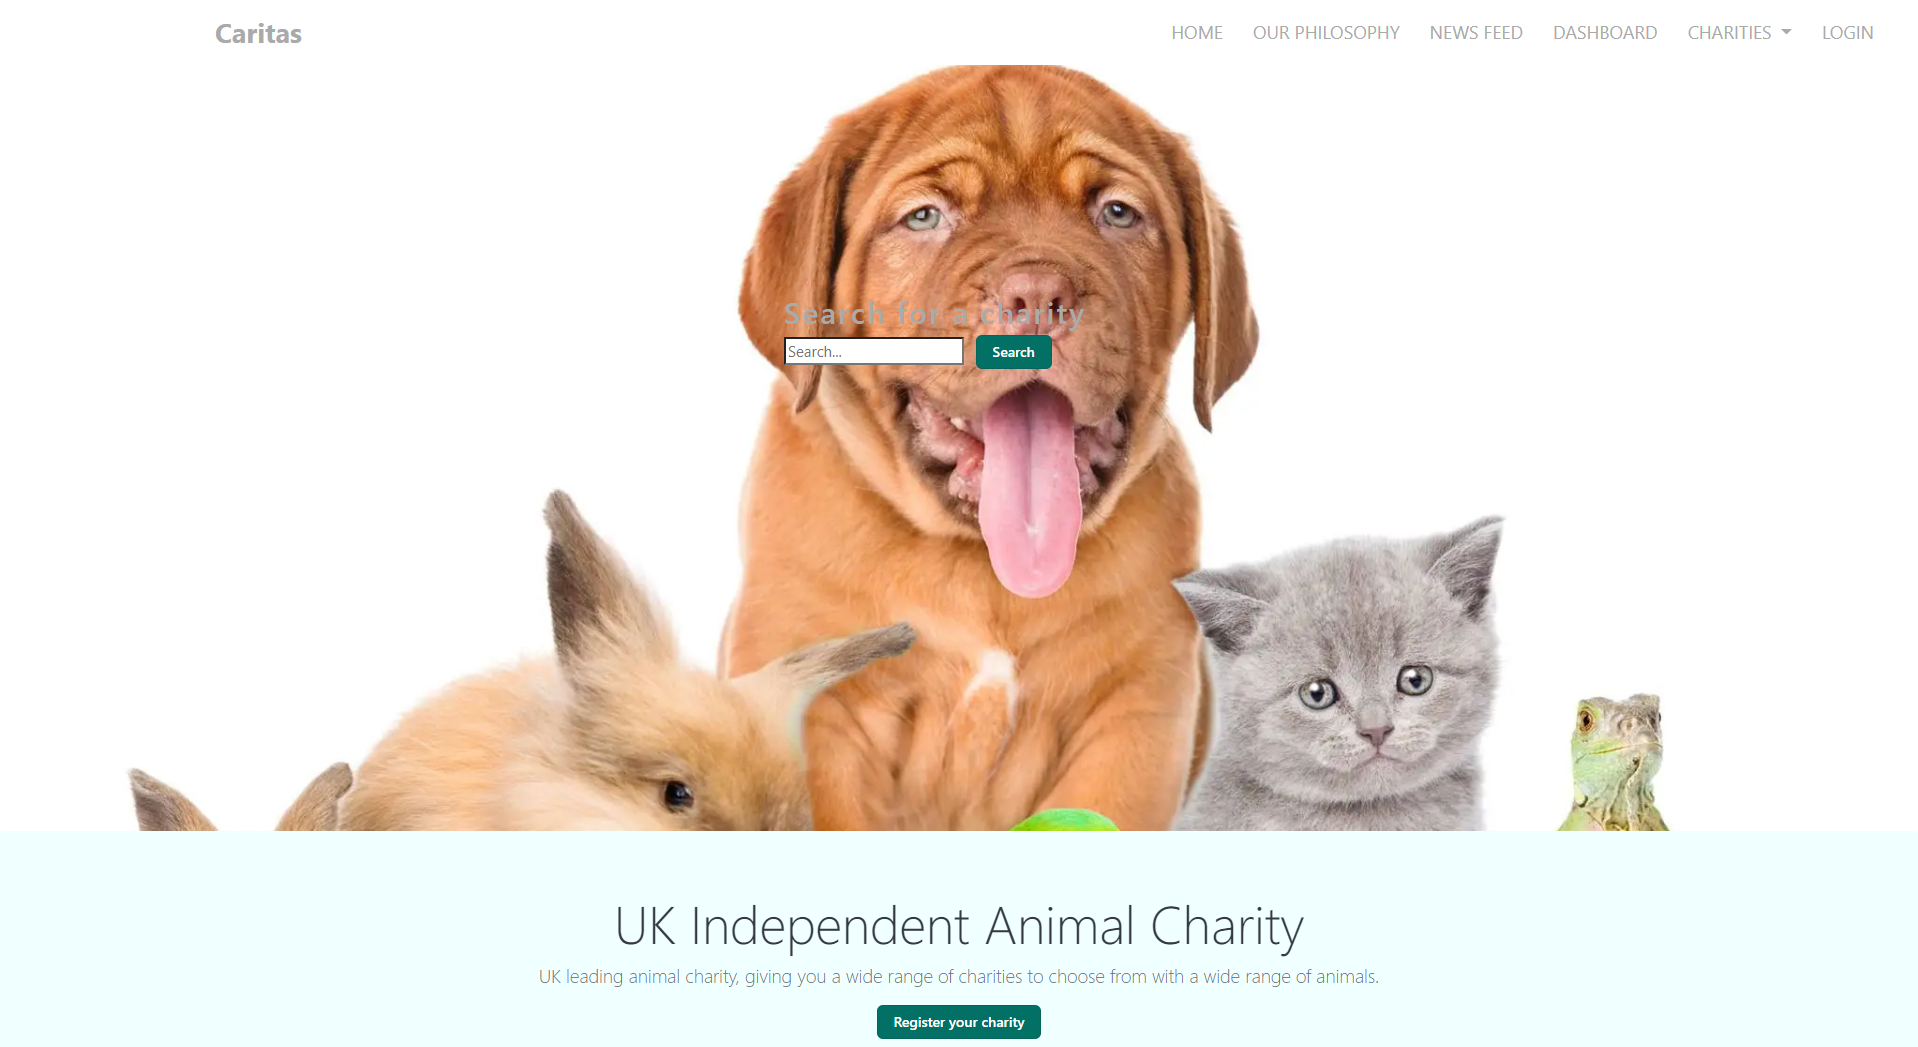 Caritas
HOME OUR PHILOSOPHY NEWS FEED DASHBOARD CHARITIES LOGIN
Search for a charity
Search... Search
UK Independent Animal Charity
UK leading animal charity, giving you a wide range of charities to choose from with a wide range of animals.
Register your charity